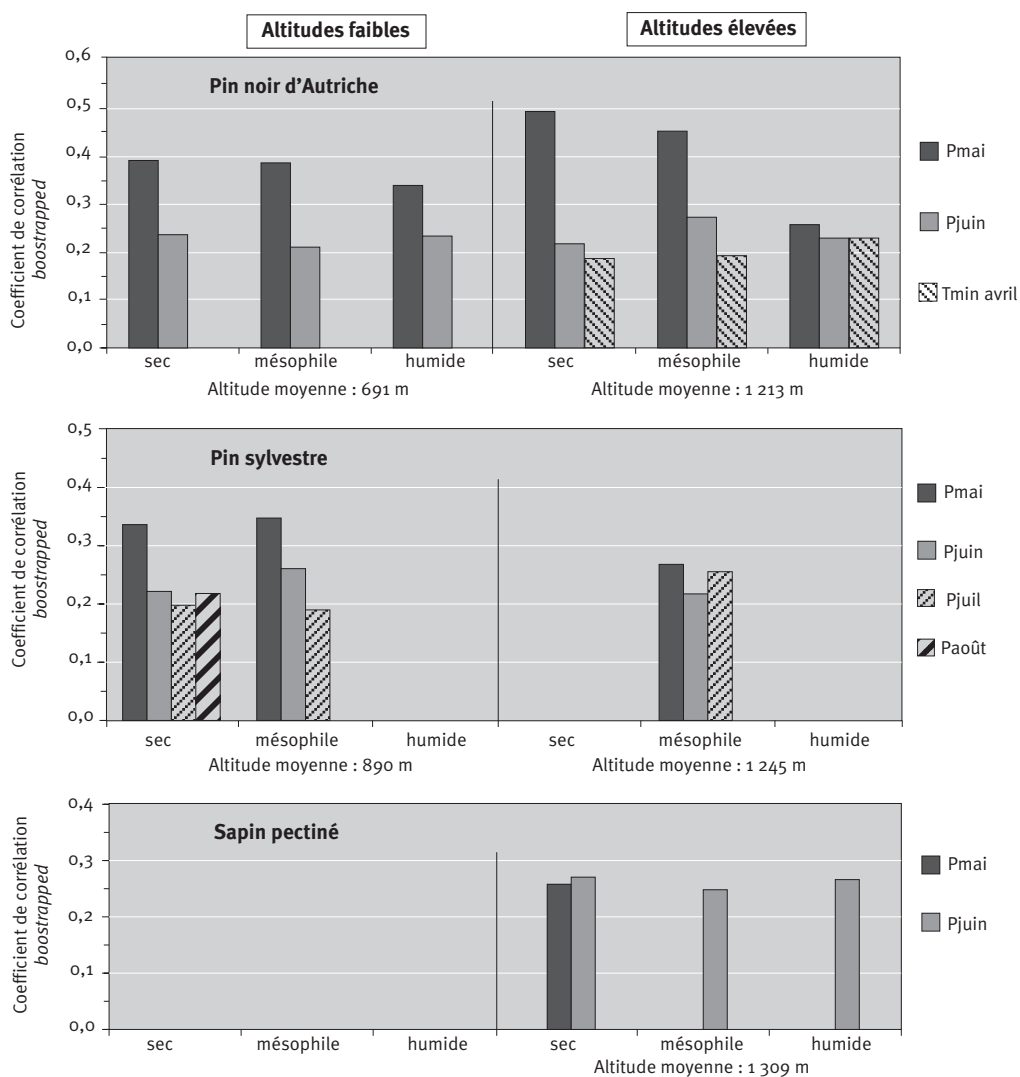 Altitudes faibles
Altitudes élevées
0,6
0,5
0,4
0,3
0,2
0,1
0,0
Coefficient de corrélation
boostrapped
Pin noir d'Autriche
Pmai
Pjuin
Tmin avril
sec mésophile humide sec mésophile humide
Altitude moyenne : 691 m Altitude moyenne : 1 213 m
0,5
0,4
0,3
0,2
0,1
0,0
Coefficient de corrélation
boostrapped
Pin sylvestre
Pmai
Pjuin
Pjuil
Paoût
sec mésophile humide sec mésophile humide
Altitude moyenne : 890 m Altitude moyenne : 1 245 m
0,4
0,3
0,2
0,1
0,0
Coefficient de corrélation
boostrapped
Sapin pectiné
Pmai
Pjuin
sec mésophile humide sec mésophile humide
Altitude moyenne : 1 309 m